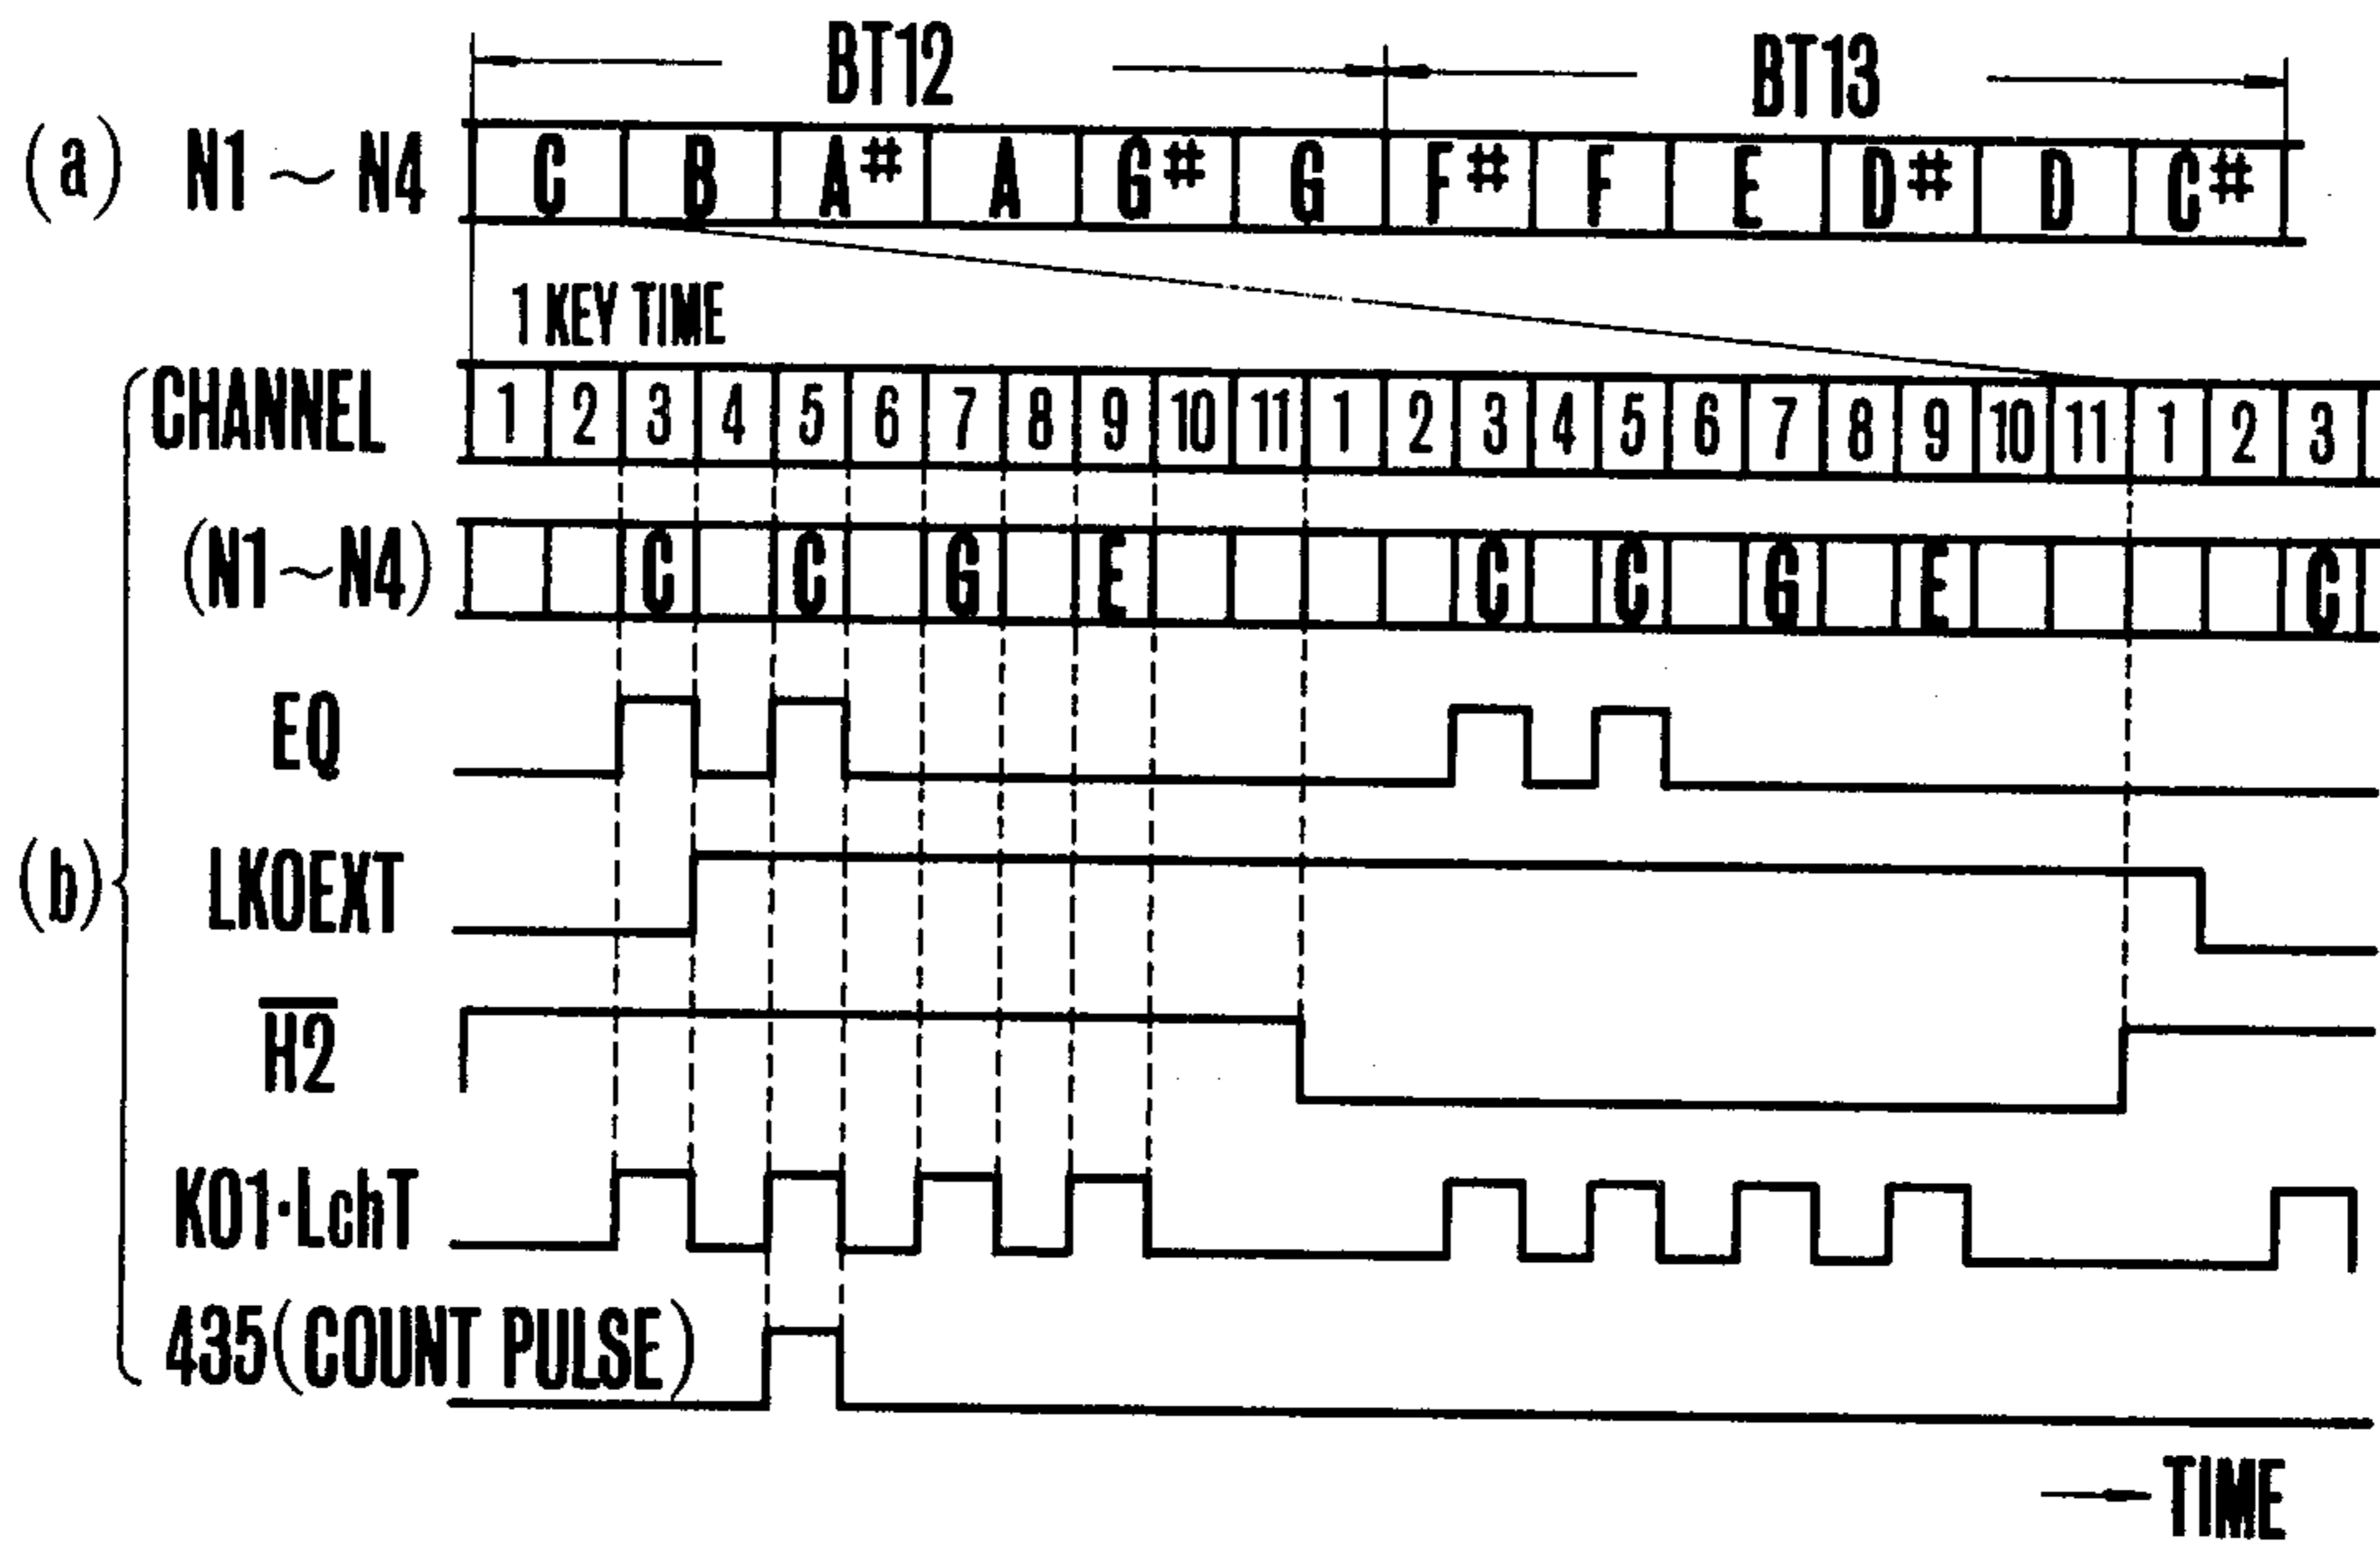 BT12 BT13
(a) N1 ~ N4 C B A# A G# G F# F E D# D C#
1 KEY TIME
CHANNEL 1 2 3 4 5 6 7 8 9 10 11 1 2 3 4 5 6 7 8 9 10 11 1 2 3
(N1~N4) C C G E C C G E C
EQ
(b) LKOEXT
H2
KO1·LchT
435(COUNT PULSE)
TIME